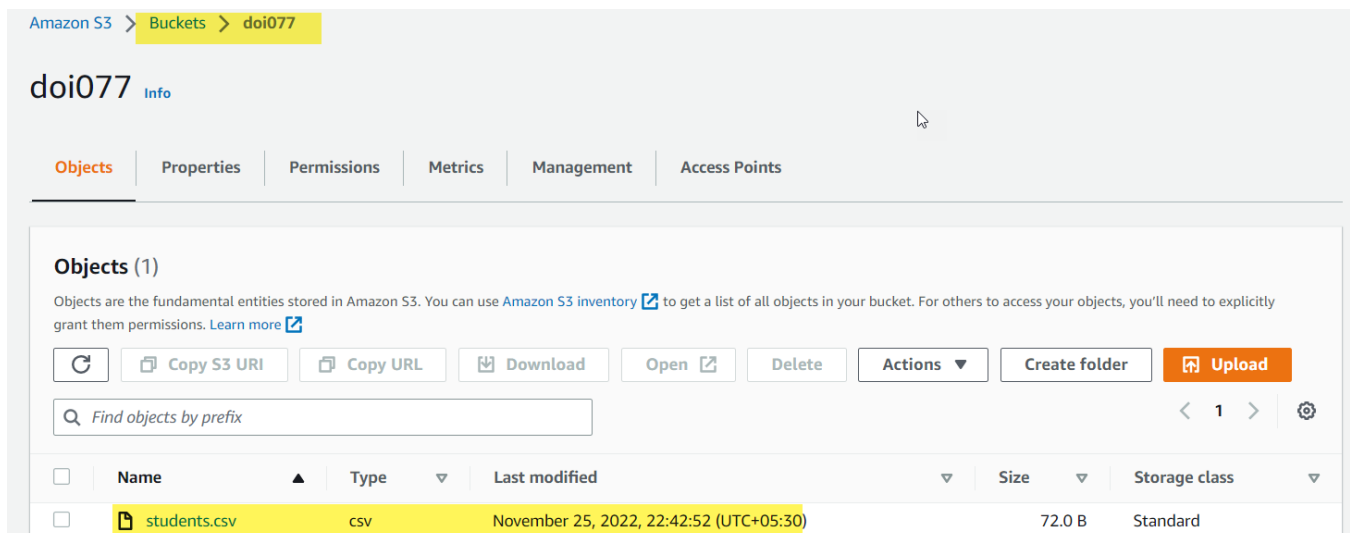 Amazon S3 > Buckets > doi077
doi077 Info
Objects Properties Permissions Metrics Management Access Points
Objects (1)
Objects are the fundamental entities stored in Amazon S3. You can use Amazon S3 inventory to get a list of all objects in your bucket. For others to access your objects, you'll need to explicitly
grant them permissions. Learn more
Copy S3 URI Copy URL Download Open Delete Actions Create folder Upload
Find objects by prefix 1
Name Type Last modified Size Storage class
students.csv csv November 25, 2022, 22:42:52 (UTC+05:30) 72.0 B Standard